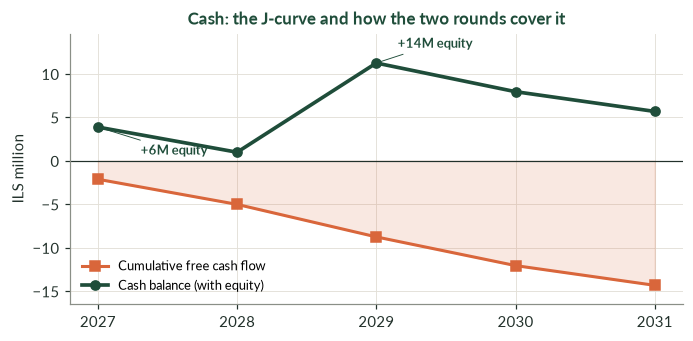 Cash: the J-curve and how the two rounds cover it
+14M equity
+6M equity
ILS million
10
5
0
−5
−10
−15
Cumulative free cash flow
Cash balance (with equity)
2027 2028 2029 2030 2031